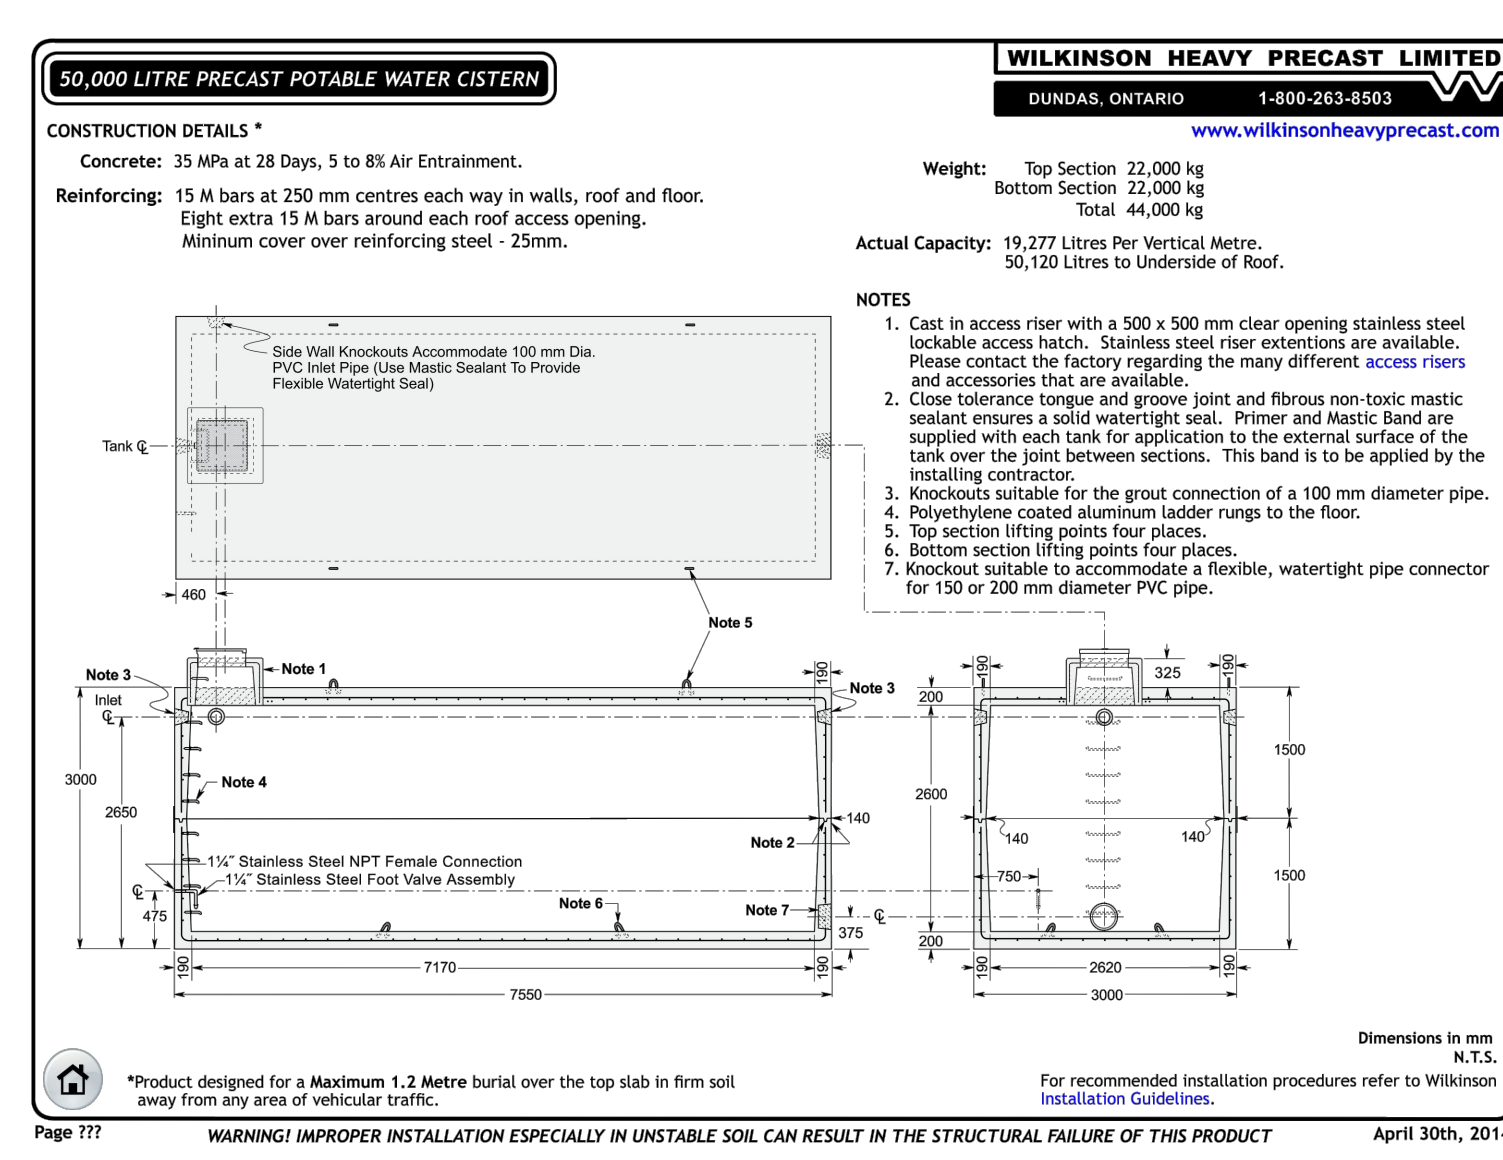 50,000 LITRE PRECAST POTABLE WATER CISTERN
WILKINSON HEAVY PRECAST LIMITED
DUNDAS, ONTARIO 1-800-263-8503
www.wilkinsonheavyprecast.com
CONSTRUCTION DETAILS *
Concrete: 35 MPa at 28 Days, 5 to 8% Air Entrainment.
Reinforcing: 15 M bars at 250 mm centres each way in walls, roof and floor.
Eight extra 15 M bars around each roof access opening.
Mininum cover over reinforcing steel - 25mm.
Weight: Top Section 22,000 kg
Bottom Section 22,000 kg
Total 44,000 kg
Actual Capacity: 19,277 Litres Per Vertical Metre.
50,120 Litres to Underside of Roof.
NOTES
1. Cast in access riser with a 500 x 500 mm clear opening stainless steel
lockable access hatch. Stainless steel riser extentions are available.
Please contact the factory regarding the many different access risers
and accessories that are available.
2. Close tolerance tongue and groove joint and fibrous non-toxic mastic
sealant ensures a solid watertight seal. Primer and Mastic Band are
supplied with each tank for application to the external surface of the
tank over the joint between sections. This band is to be applied by the
installing contractor.
3. Knockouts suitable for the grout connection of a 100 mm diameter pipe.
4. Polyethylene coated aluminum ladder rungs to the floor.
5. Top section lifting points four places.
6. Bottom section lifting points four places.
7. Knockout suitable to accommodate a flexible, watertight pipe connector
for 150 or 200 mm diameter PVC pipe.
Side Wall Knockouts Accommodate 100 mm Dia.
PVC Inlet Pipe (Use Mastic Sealant To Provide
Flexible Watertight Seal)
Tank ℄
460
Note 5
Note 3
Note 1
190
Note 3
Inlet
℄
3000
2650
Note 4
140
Note 2
1¼″ Stainless Steel NPT Female Connection
1¼″ Stainless Steel Foot Valve Assembly
℄
475
Note 6
Note 7
℄
375
190
7170
190
7550
190
325
190
200
1500
2600
140
140
750
1500
200
190
2620
190
3000
Dimensions in mm
N.T.S.
*Product designed for a Maximum 1.2 Metre burial over the top slab in firm soil
away from any area of vehicular traffic.
For recommended installation procedures refer to Wilkinson
Installation Guidelines.
Page ???
WARNING! IMPROPER INSTALLATION ESPECIALLY IN UNSTABLE SOIL CAN RESULT IN THE STRUCTURAL FAILURE OF THIS PRODUCT
April 30th, 201